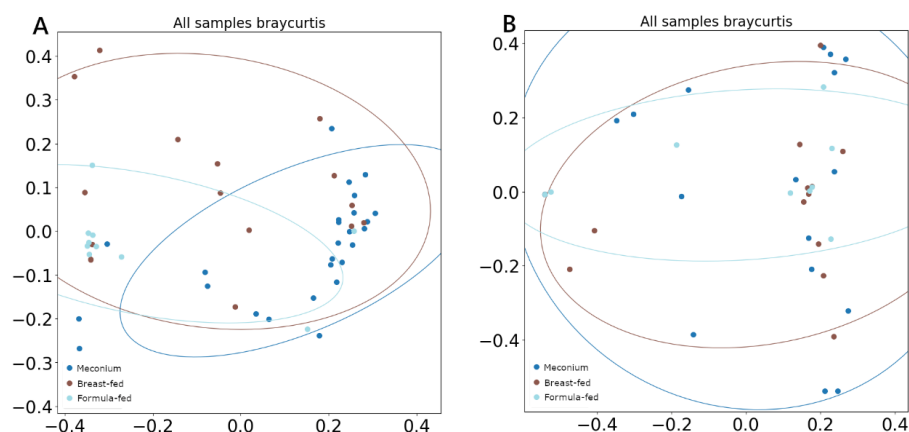 A
All samples braycurtis
0.4
0.3
0.2
0.1
0.0
−0.1
−0.2
−0.3
−0.4
Meconium
Breast-fed
Formula-fed
−0.4 −0.2 0.0 0.2 0.4
B
All samples braycurtis
0.4
0.2
0.0
−0.2
−0.4
Meconium
Breast-fed
Formula-fed
−0.4 −0.2 0.0 0.2 0.4